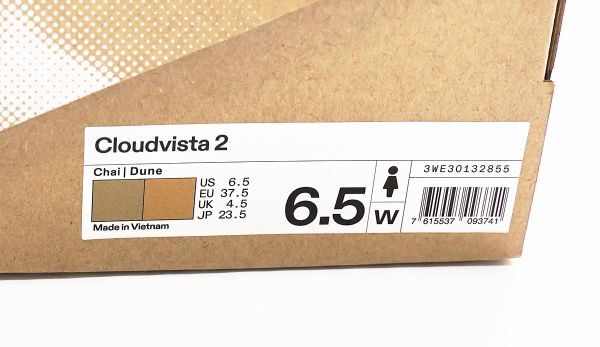 Cloudvista 2
Chai | Dune
US 6.5
EU 37.5
UK 4.5
JP 23.5
Made in Vietnam
6.5
W
3WE30132855
7 615537 093741